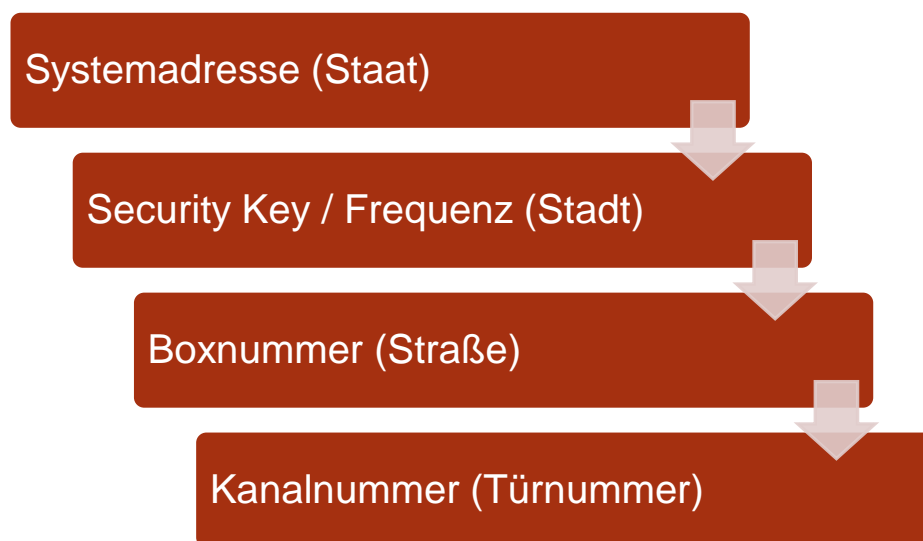 Systemadresse (Staat)
Security Key / Frequenz (Stadt)
Boxnummer (Straße)
Kanalnummer (Türnummer)